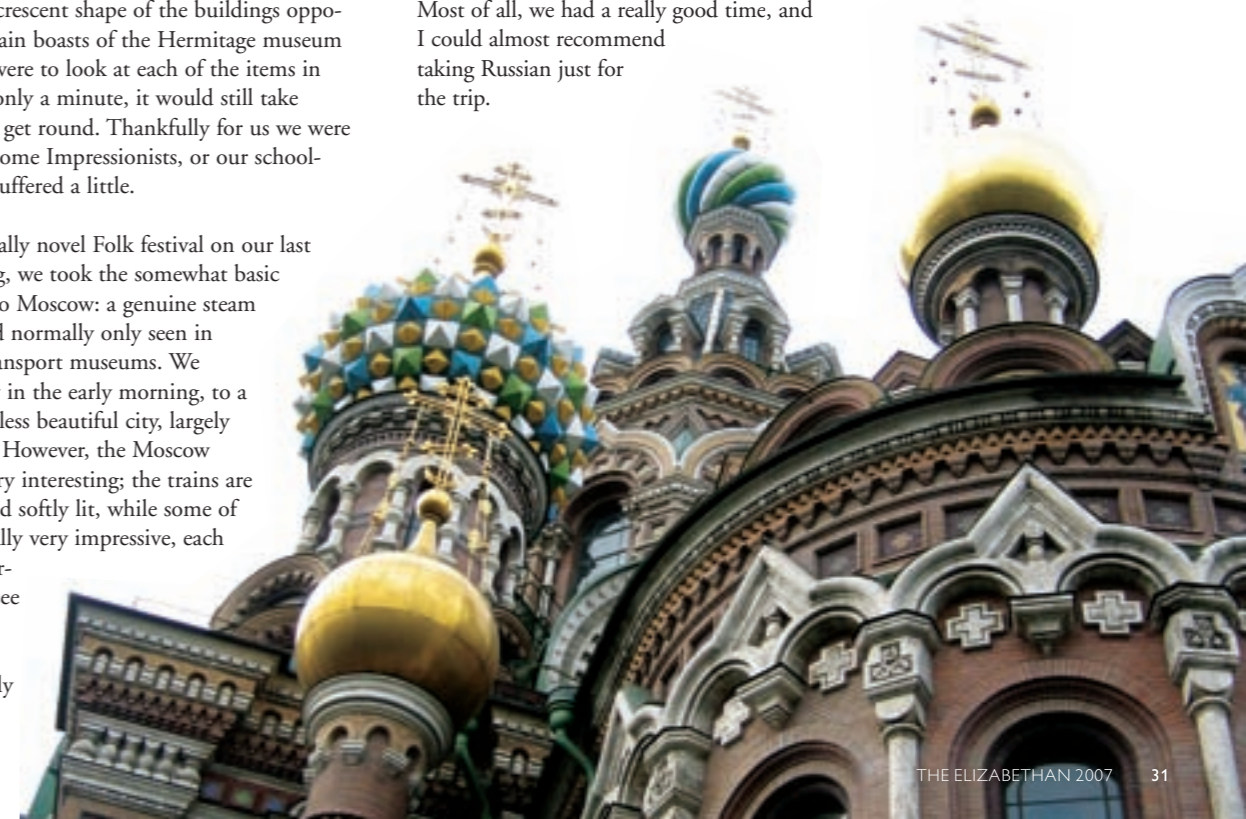 crescent shape of the buildings oppo-
ain boasts of the Hermitage museum
were to look at each of the items in
only a minute, it would still take
get round. Thankfully for us we were
ome Impressionists, or our school-
uffered a little.
ally novel Folk festival on our last
g, we took the somewhat basic
o Moscow: a genuine steam
d normally only seen in
ansport museums. We
in the early morning, to a
less beautiful city, largely
However, the Moscow
ry interesting; the trains are
d softly lit, while some of
lly very impressive, each
r-
ee
ly
Most of all, we had a really good time, and
I could almost recommend
taking Russian just for
the trip.
THE ELIZABETHAN 2007 31